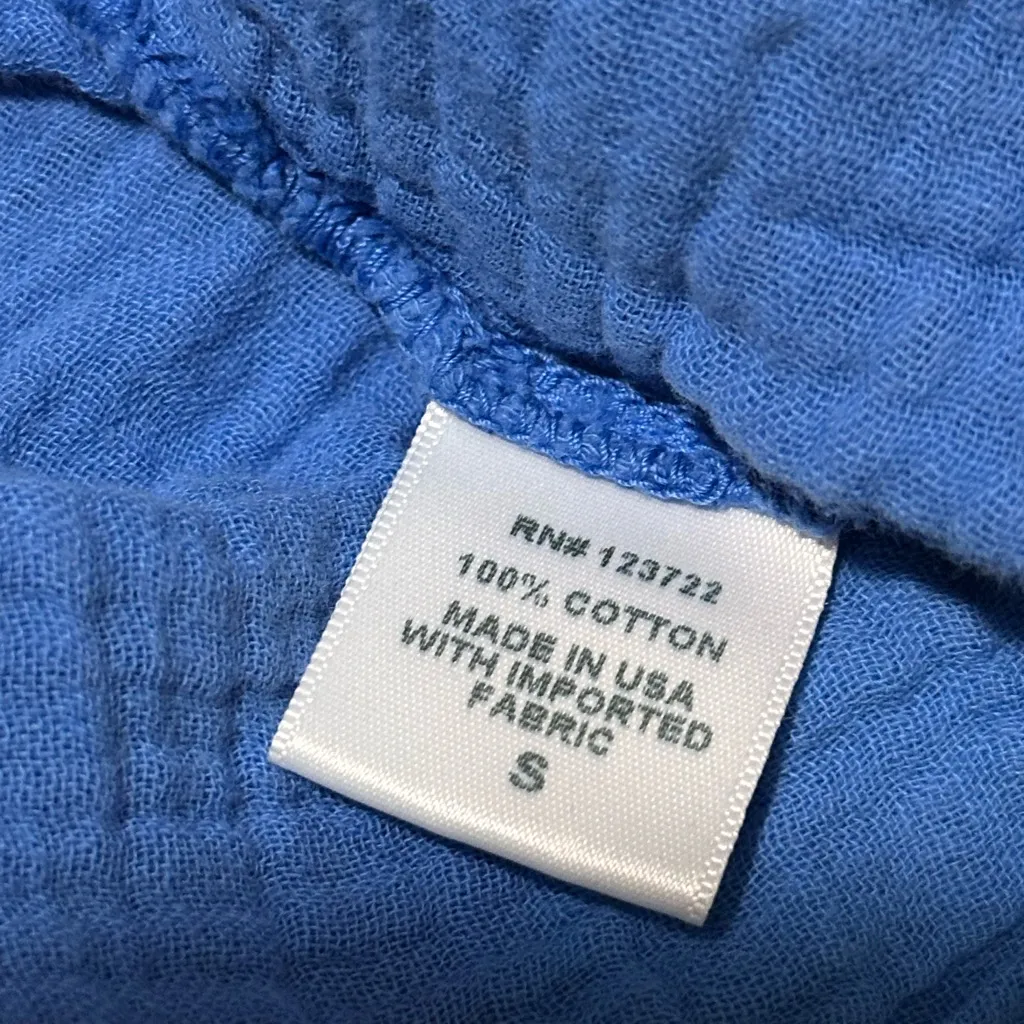 RN# 123722
100% COTTON
MADE IN USA
WITH IMPORTED
FABRIC
S